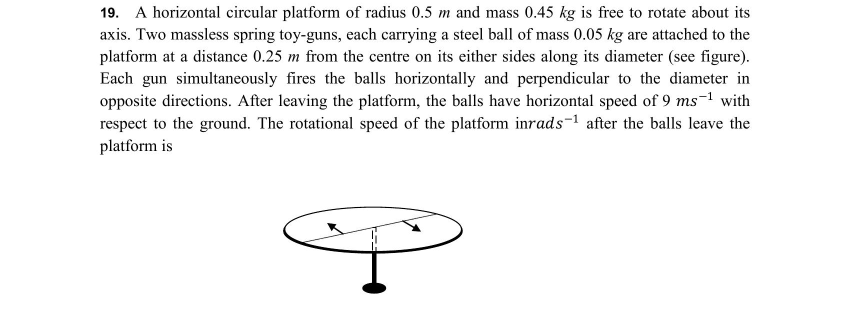 19. A horizontal circular platform of radius 0.5 m and mass 0.45 kg is free to rotate about its
axis. Two massless spring toy-guns, each carrying a steel ball of mass 0.05 kg are attached to the
platform at a distance 0.25 m from the centre on its either sides along its diameter (see figure).
Each gun simultaneously fires the balls horizontally and perpendicular to the diameter in
opposite directions. After leaving the platform, the balls have horizontal speed of 9 ms⁻¹ with
respect to the ground. The rotational speed of the platform inrads⁻¹ after the balls leave the
platform is